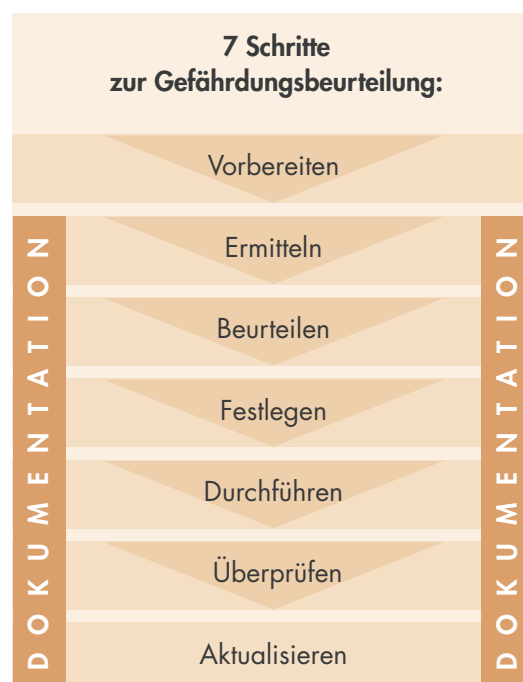 7 Schritte
zur Gefährdungsbeurteilung:
Vorbereiten
Ermitteln
Beurteilen
Festlegen
Durchführen
Überprüfen
Aktualisieren
DOKUMENTATION
DOKUMENTATION